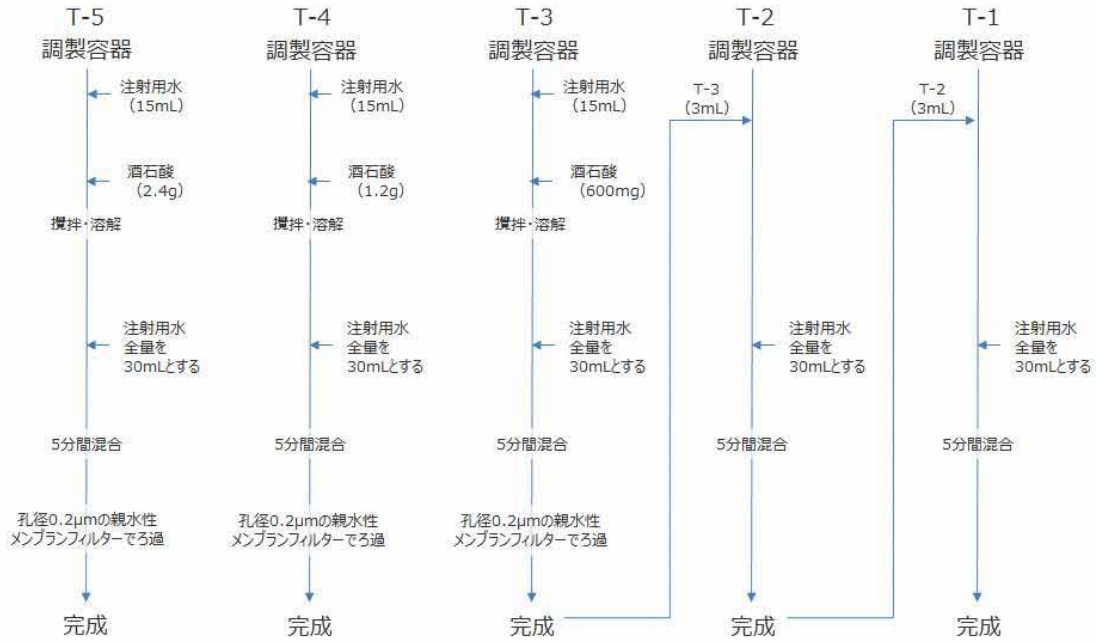 T-5
調製容器
注射用水
(15mL)
酒石酸
(2.4g)
攪拌・溶解
注射用水
全量を
30mLとする
5分間混合
孔径0.2μmの親水性
メンブランフィルターでろ過
完成
T-4
調製容器
注射用水
(15mL)
酒石酸
(1.2g)
攪拌・溶解
注射用水
全量を
30mLとする
5分間混合
孔径0.2μmの親水性
メンブランフィルターでろ過
完成
T-3
調製容器
注射用水
(15mL)
酒石酸
(600mg)
攪拌・溶解
注射用水
全量を
30mLとする
5分間混合
孔径0.2μmの親水性
メンブランフィルターでろ過
完成
T-2
調製容器
T-3
(3mL)
注射用水
全量を
30mLとする
5分間混合
完成
T-1
調製容器
T-2
(3mL)
注射用水
全量を
30mLとする
5分間混合
完成